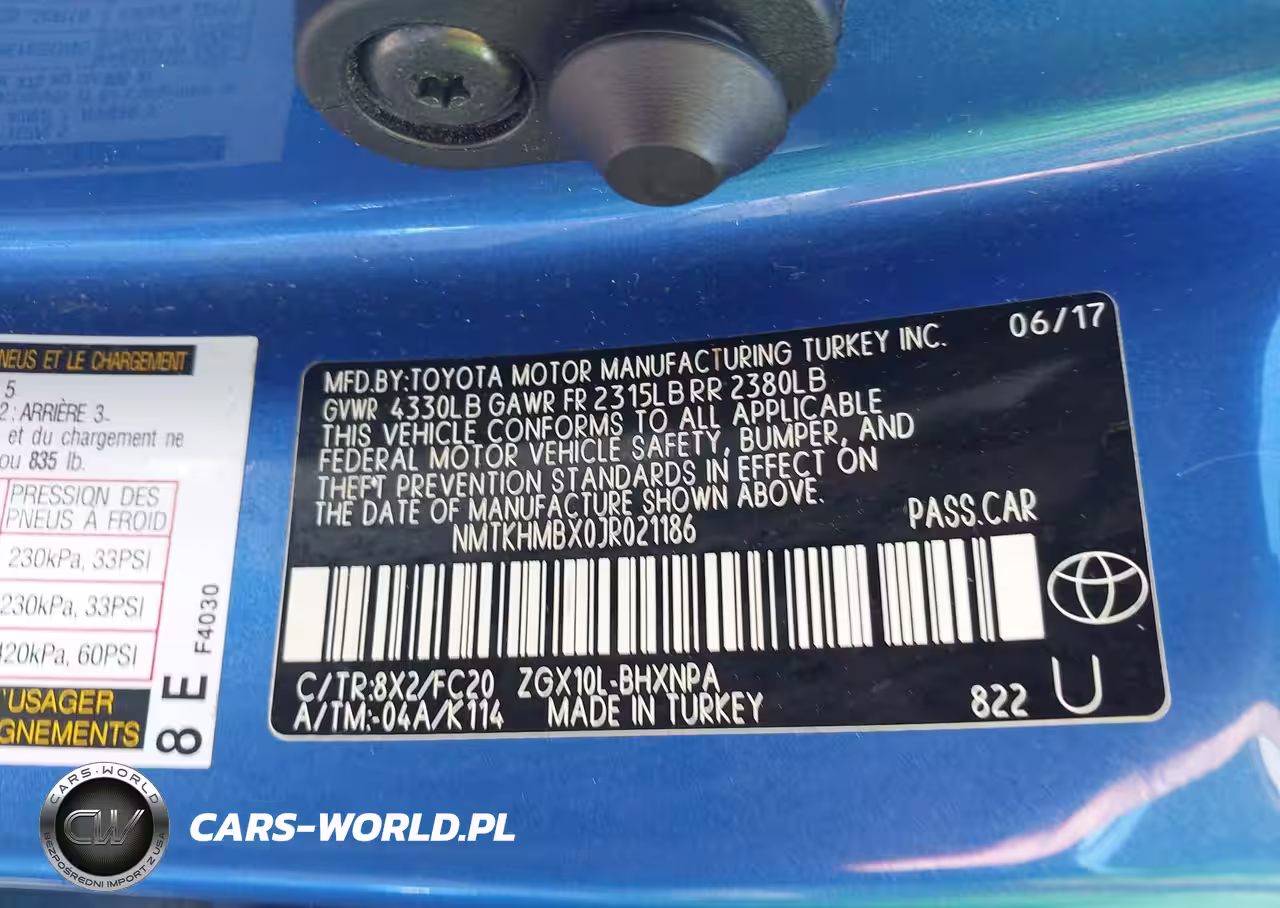 NEUS ET LE CHARGEMENT
5
2 : ARRIÈRE 3
et du chargement ne
ou 835 lb.
PRESSION DES
PNEUS À FROID
230kPa, 33PSI
230kPa, 33PSI
420kPa, 60PSI
'USAGER
GNEMENTS
8 E
F4030
06/17
MFD.BY:TOYOTA MOTOR MANUFACTURING TURKEY INC.
GVWR 4330LB GAWR FR 2315LB RR 2380LB
THIS VEHICLE CONFORMS TO ALL APPLICABLE
FEDERAL MOTOR VEHICLE SAFETY, BUMPER, AND
THEFT PREVENTION STANDARDS IN EFFECT ON
THE DATE OF MANUFACTURE SHOWN ABOVE.
NMTKHMBX0JR021186
PASS.CAR
C/TR:8X2/FC20 ZGX10L-BHXNPA
A/TM:-04A/K114 MADE IN TURKEY
822
U
CARS-WORLD
CW
BEZPOŚREDNI IMPORT Z USA
CARS-WORLD.PL